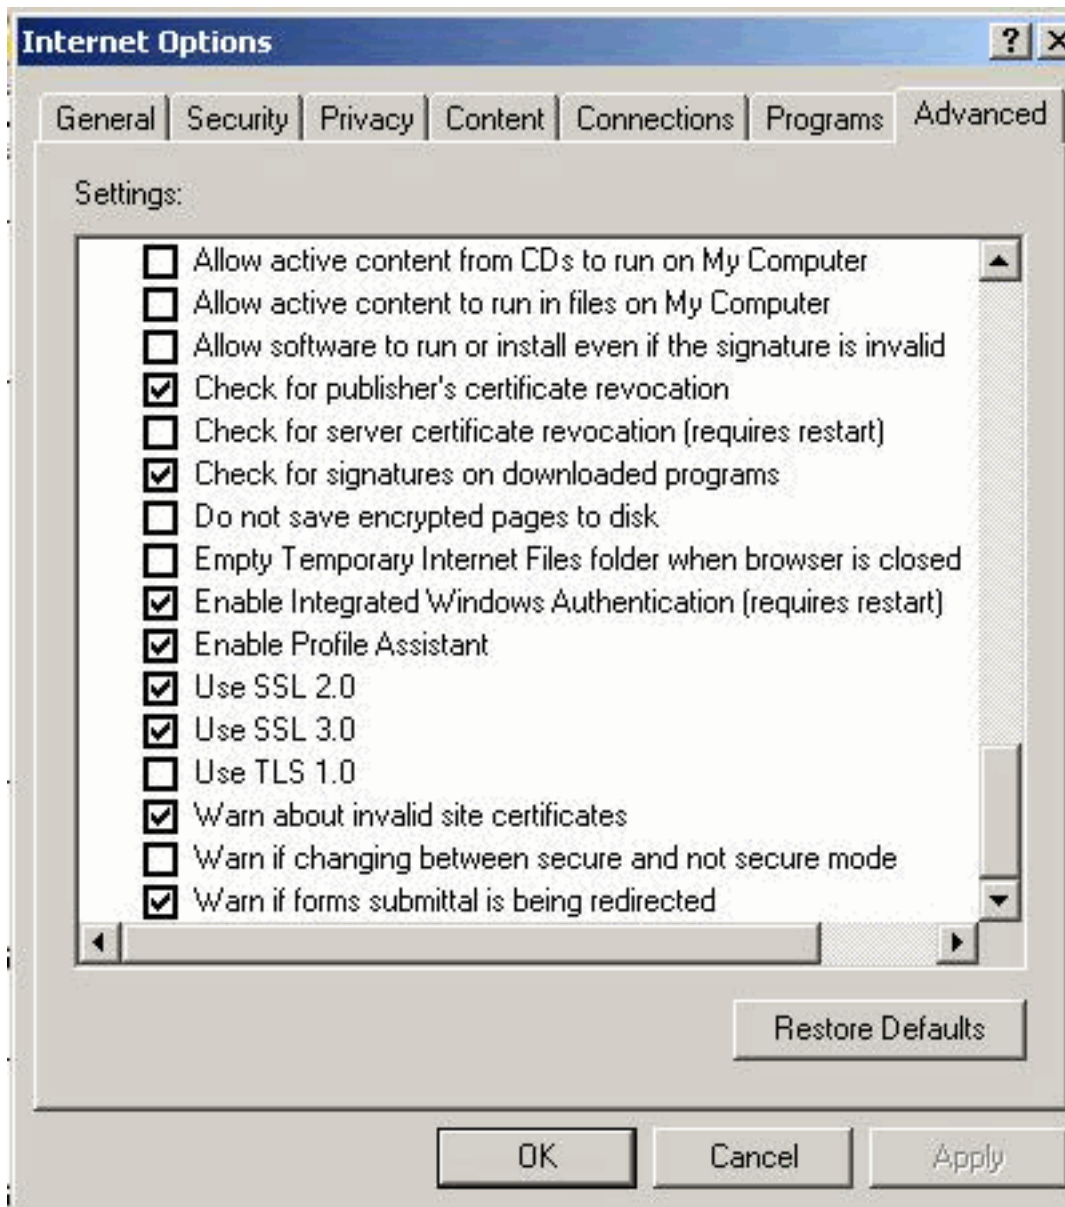 Internet Options
General Security Privacy Content Connections Programs Advanced
Settings:
Allow active content from CDs to run on My Computer
Allow active content to run in files on My Computer
Allow software to run or install even if the signature is invalid
Check for publisher's certificate revocation
Check for server certificate revocation (requires restart)
Check for signatures on downloaded programs
Do not save encrypted pages to disk
Empty Temporary Internet Files folder when browser is closed
Enable Integrated Windows Authentication (requires restart)
Enable Profile Assistant
Use SSL 2.0
Use SSL 3.0
Use TLS 1.0
Warn about invalid site certificates
Warn if changing between secure and not secure mode
Warn if forms submittal is being redirected
Restore Defaults
OK Cancel Apply